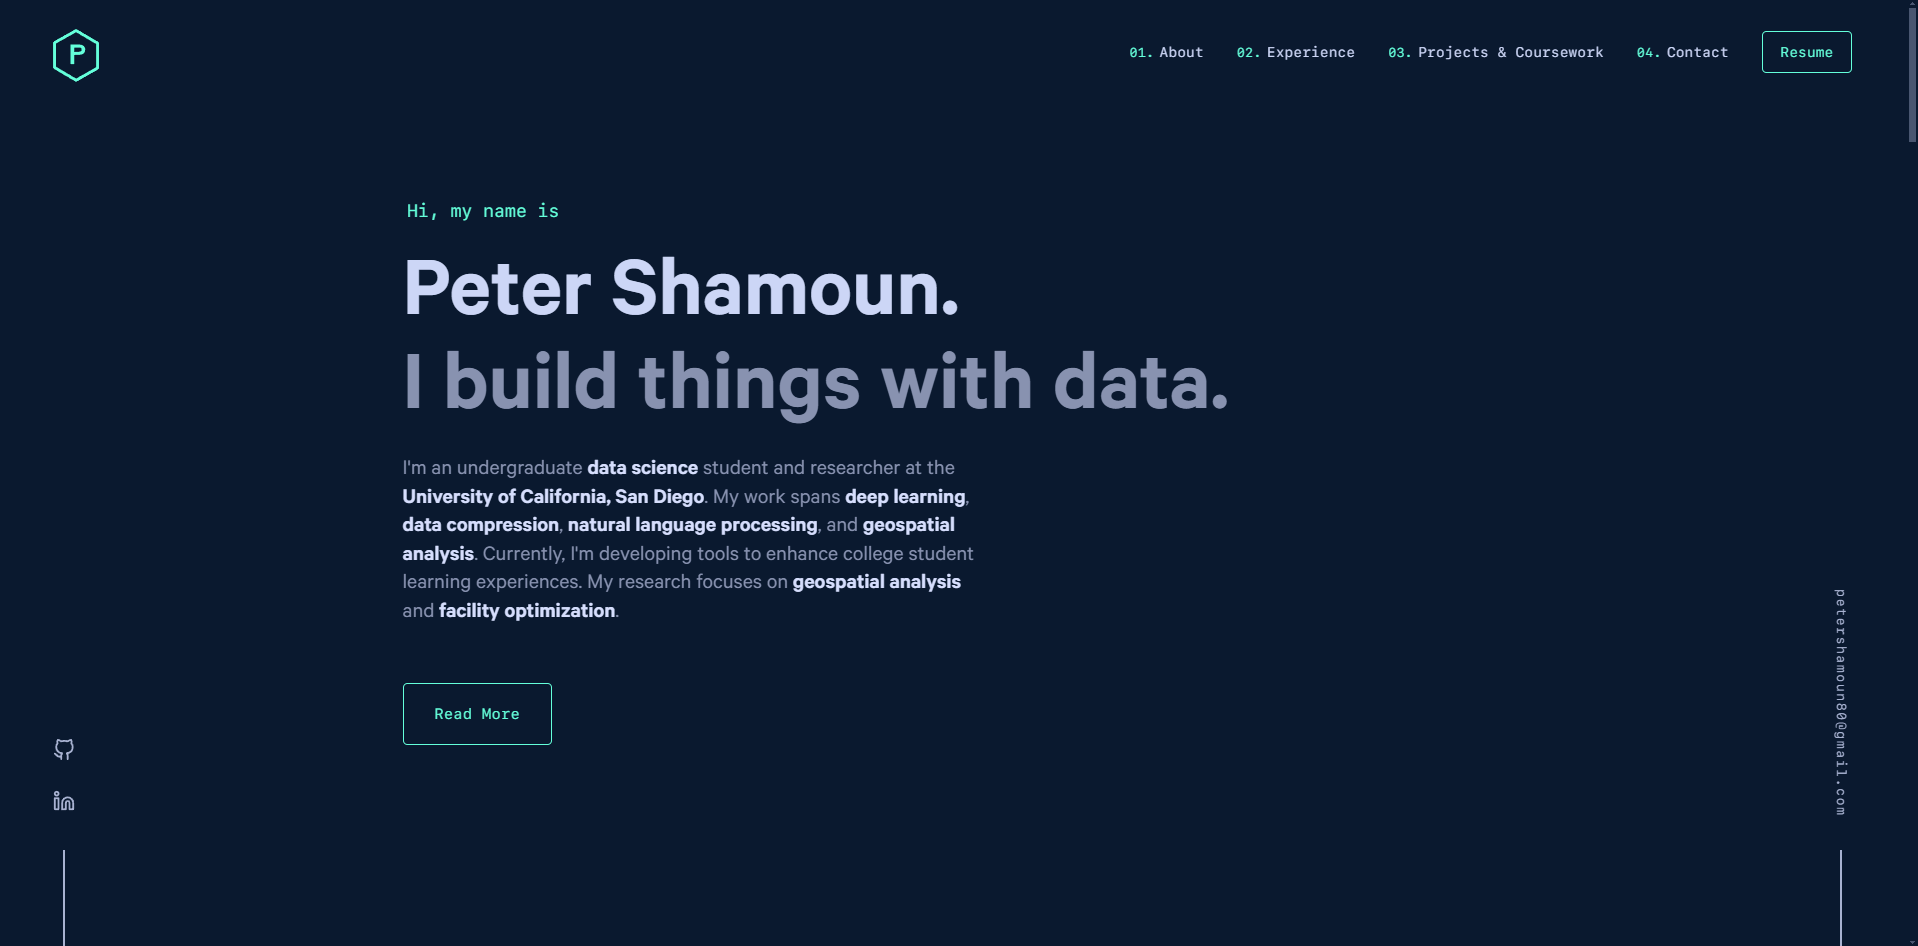 P
01. About 02. Experience 03. Projects & Coursework 04. Contact Resume
Hi, my name is
Peter Shamoun.
I build things with data.
I'm an undergraduate data science student and researcher at the
University of California, San Diego. My work spans deep learning,
data compression, natural language processing, and geospatial
analysis. Currently, I'm developing tools to enhance college student
learning experiences. My research focuses on geospatial analysis
and facility optimization.
Read More
in
petershamoun80@gmail.com